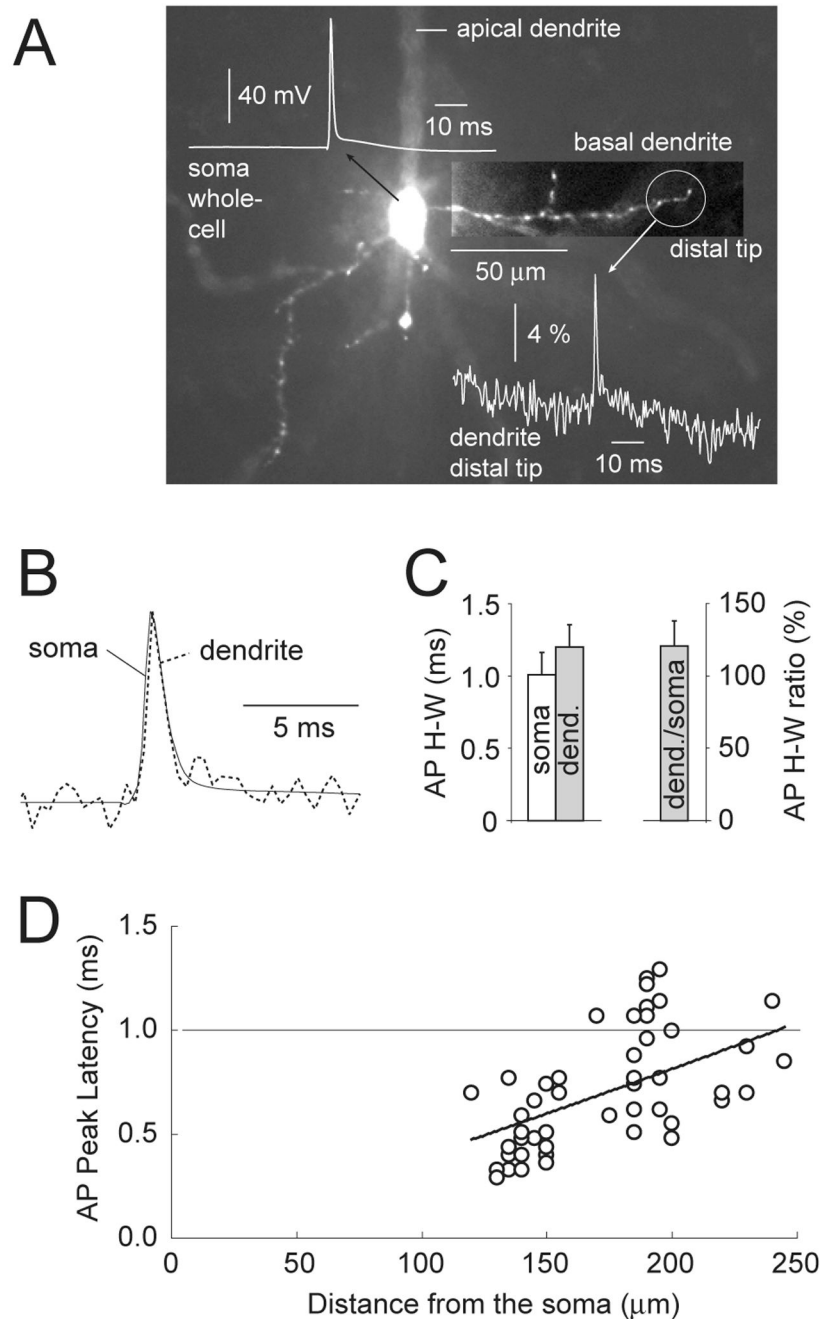 A
apical dendrite
40 mV
10 ms
soma
whole-
cell
basal dendrite
distal tip
50 μm
4 %
dendrite
distal tip
10 ms
B
soma
dendrite
5 ms
C
AP H-W (ms)
1.5
1.0
0.5
0
soma
dend.
dend./soma
150
100
50
0
AP H-W ratio (%)
D
AP Peak Latency (ms)
1.5
1.0
0.5
0.0
0
50
100
150
200
250
Distance from the soma (μm)